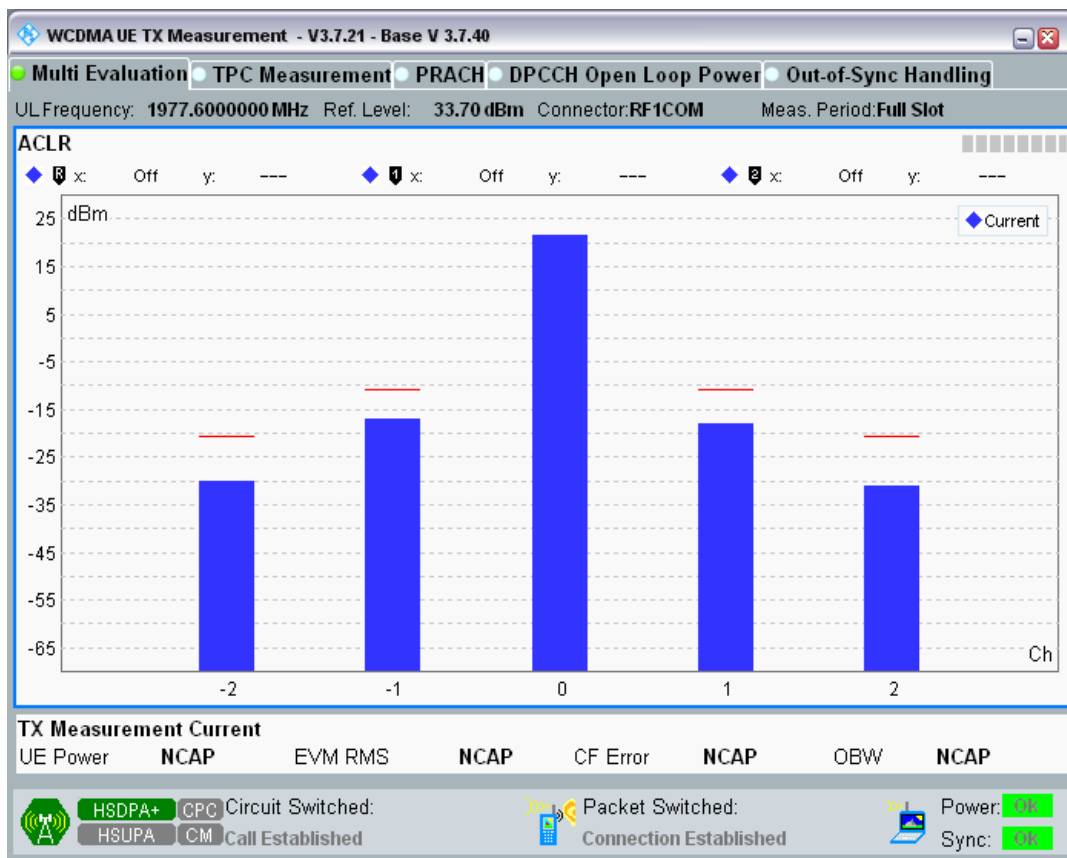 WCDMA UE TX Measurement - V3.7.21 - Base V 3.7.40
Multi Evaluation TPC Measurement PRACH DPCCH Open Loop Power Out-of-Sync Handling
UL Frequency: 1977.6000000 MHz Ref. Level: 33.70 dBm Connector:RF1COM Meas. Period:Full Slot
ACLR
R x: Off y: --- 1 x: Off y: --- 2 x: Off y: ---
dBm
Current
25
15
5
-5
-15
-25
-35
-45
-55
-65
Ch
-2 -1 0 1 2
TX Measurement Current
UE Power NCAP EVM RMS NCAP CF Error NCAP OBW NCAP
HSDPA+ CPC Circuit Switched: Packet Switched: Power: Ok
HSUPA CM Call Established Connection Established Sync: Ok